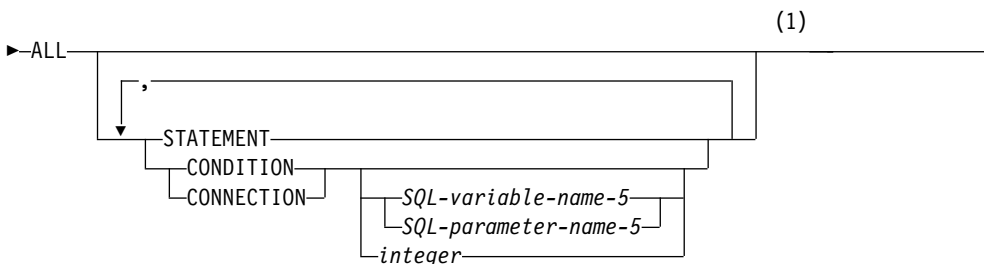 (1)
ALL
,
STATEMENT
CONDITION
CONNECTION
SQL-variable-name-5
SQL-parameter-name-5
integer